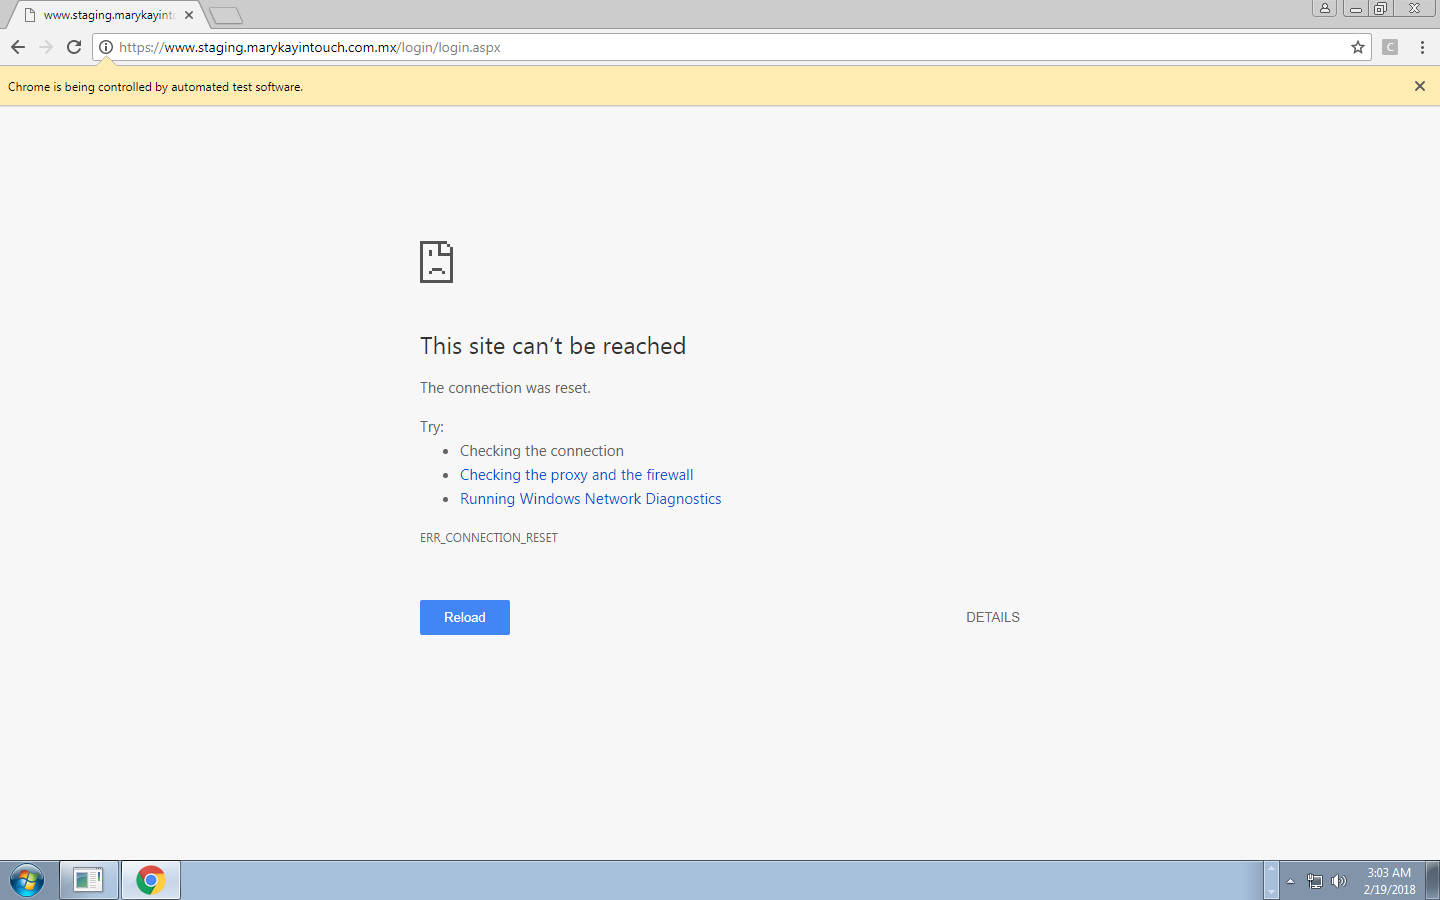 www.staging.marykayinto
https://www.staging.marykayintouch.com.mx/login/login.aspx
C
Chrome is being controlled by automated test software.
This site can't be reached
The connection was reset.
Try:
Checking the connection
Checking the proxy and the firewall
Running Windows Network Diagnostics
ERR_CONNECTION_RESET
Reload
DETAILS
3:03 AM
2/19/2018